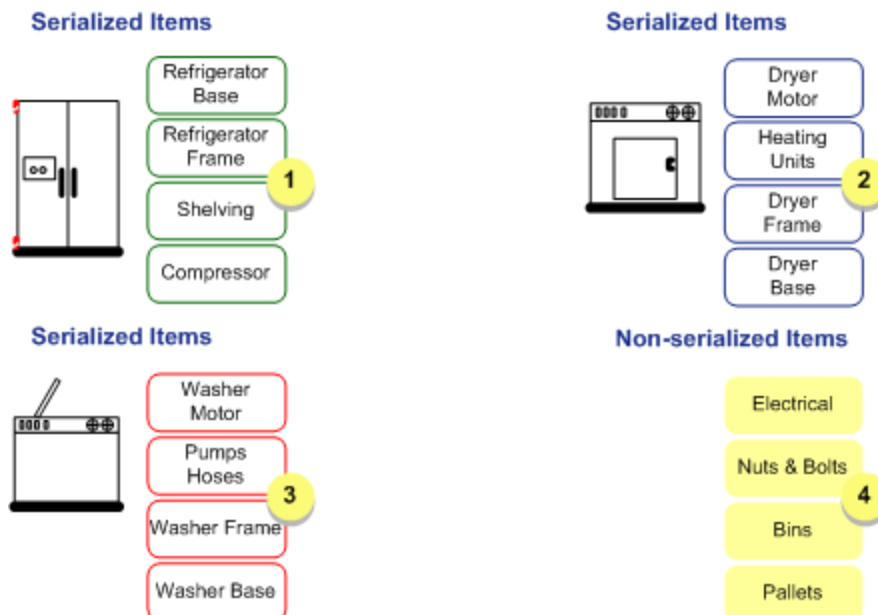 Serialized Items
Refrigerator
Base
Refrigerator
Frame
Shelving
Compressor
1
Serialized Items
Dryer
Motor
Heating
Units
Dryer
Frame
Dryer
Base
2
Serialized Items
Washer
Motor
Pumps
Hoses
Washer Frame
Washer Base
3
Non-serialized Items
Electrical
Nuts & Bolts
Bins
Pallets
4